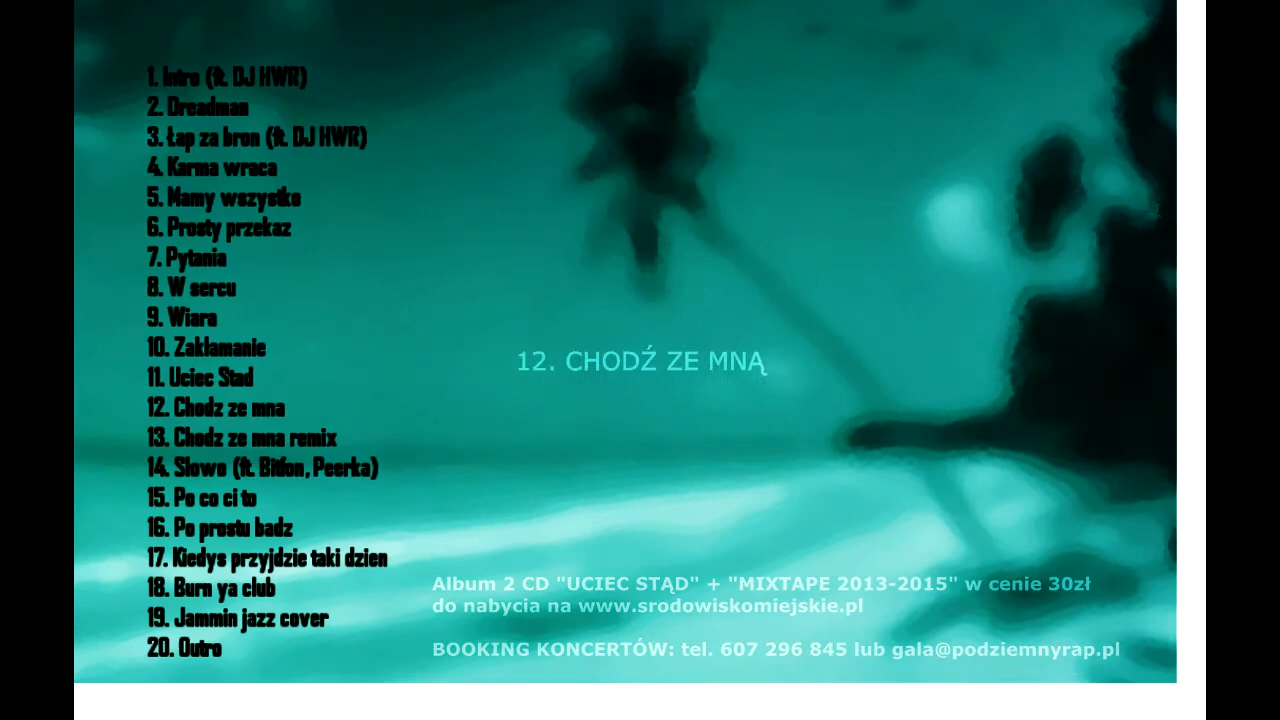 1. Intro (ft. DJ HWR)
2. Dreadman
3. Łap za bron (ft. DJ HWR)
4. Karma wraca
5. Mamy wszystko
6. Prosty przekaz
7. Pytania
8. W sercu
9. Wiara
10. Zakłamanie
11. Uciec Stad
12. Chodz ze mna
13. Chodz ze mna remix
14. Słowo (ft. Bitfon, Peerka)
15. Po co ci to
16. Po prostu badz
17. Kiedys przyjdzie taki dzien
18. Burn ya club
19. Jammin jazz cover
20. Outro
12. CHODŹ ZE MNĄ
Album 2 CD "UCIEC STĄD" + "MIXTAPE 2013-2015" w cenie 30zł
do nabycia na www.srodowiskomiejskie.pl
BOOKING KONCERTÓW: tel. 607 296 845 lub gala@podziemnyrap.pl